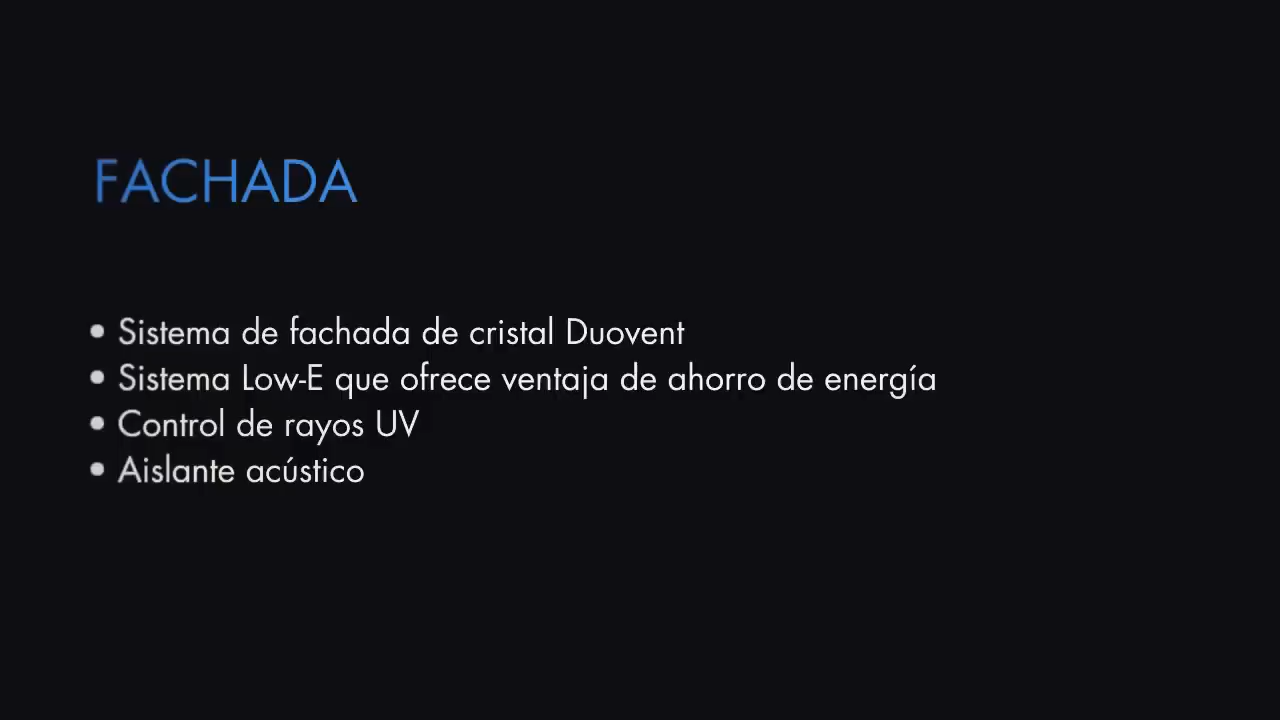 FACHADA
• Sistema de fachada de cristal Duovent
• Sistema Low-E que ofrece ventaja de ahorro de energía
• Control de rayos UV
• Aislante acústico